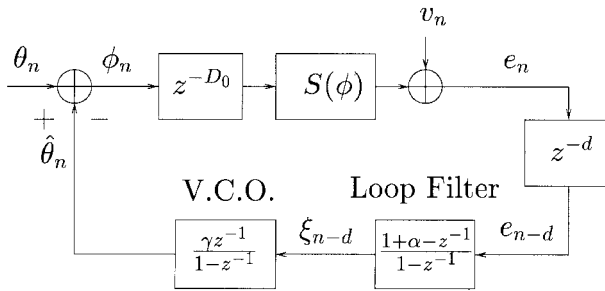 v_n
θ_n
φ_n
z^{-D_0}
S(φ)
e_n
+
−
θ̂_n
z^{-d}
V.C.O.
Loop Filter
γz^{-1}
1−z^{-1}
ξ_{n−d}
1+α−z^{-1}
1−z^{-1}
e_{n−d}